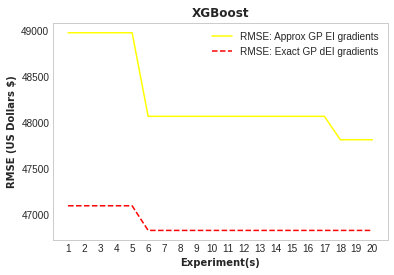 XGBoost
RMSE: Approx GP EI gradients
RMSE: Exact GP dEI gradients
RMSE (US Dollars $)
49000
48500
48000
47500
47000
1 2 3 4 5 6 7 8 9 10 11 12 13 14 15 16 17 18 19 20
Experiment(s)